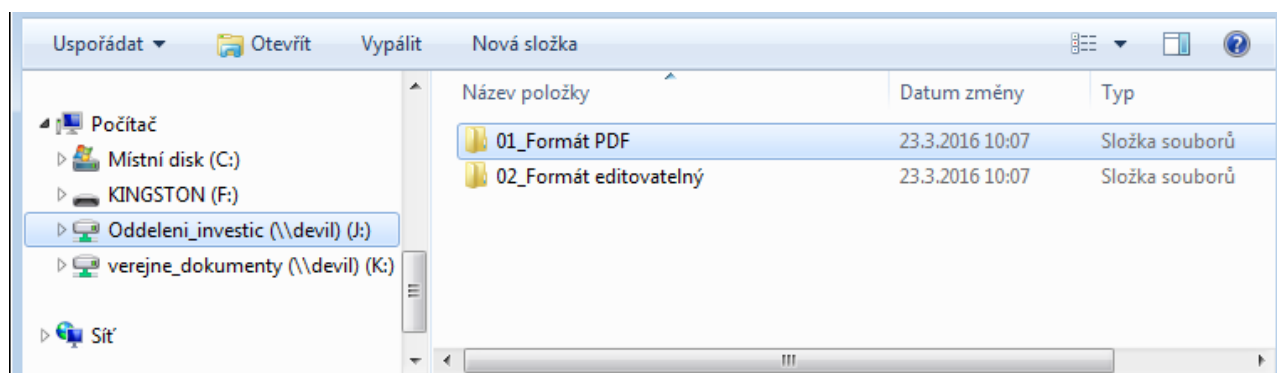 Uspořádat Otevřít Vypálit Nová složka
Název položky Datum změny Typ
Počítač
Místní disk (C:)
KINGSTON (F:)
Oddeleni_investic (\\devil) (J:)
verejne_dokumenty (\\devil) (K:)
Síť
01_Formát PDF 23.3.2016 10:07 Složka souborů
02_Formát editovatelný 23.3.2016 10:07 Složka souborů